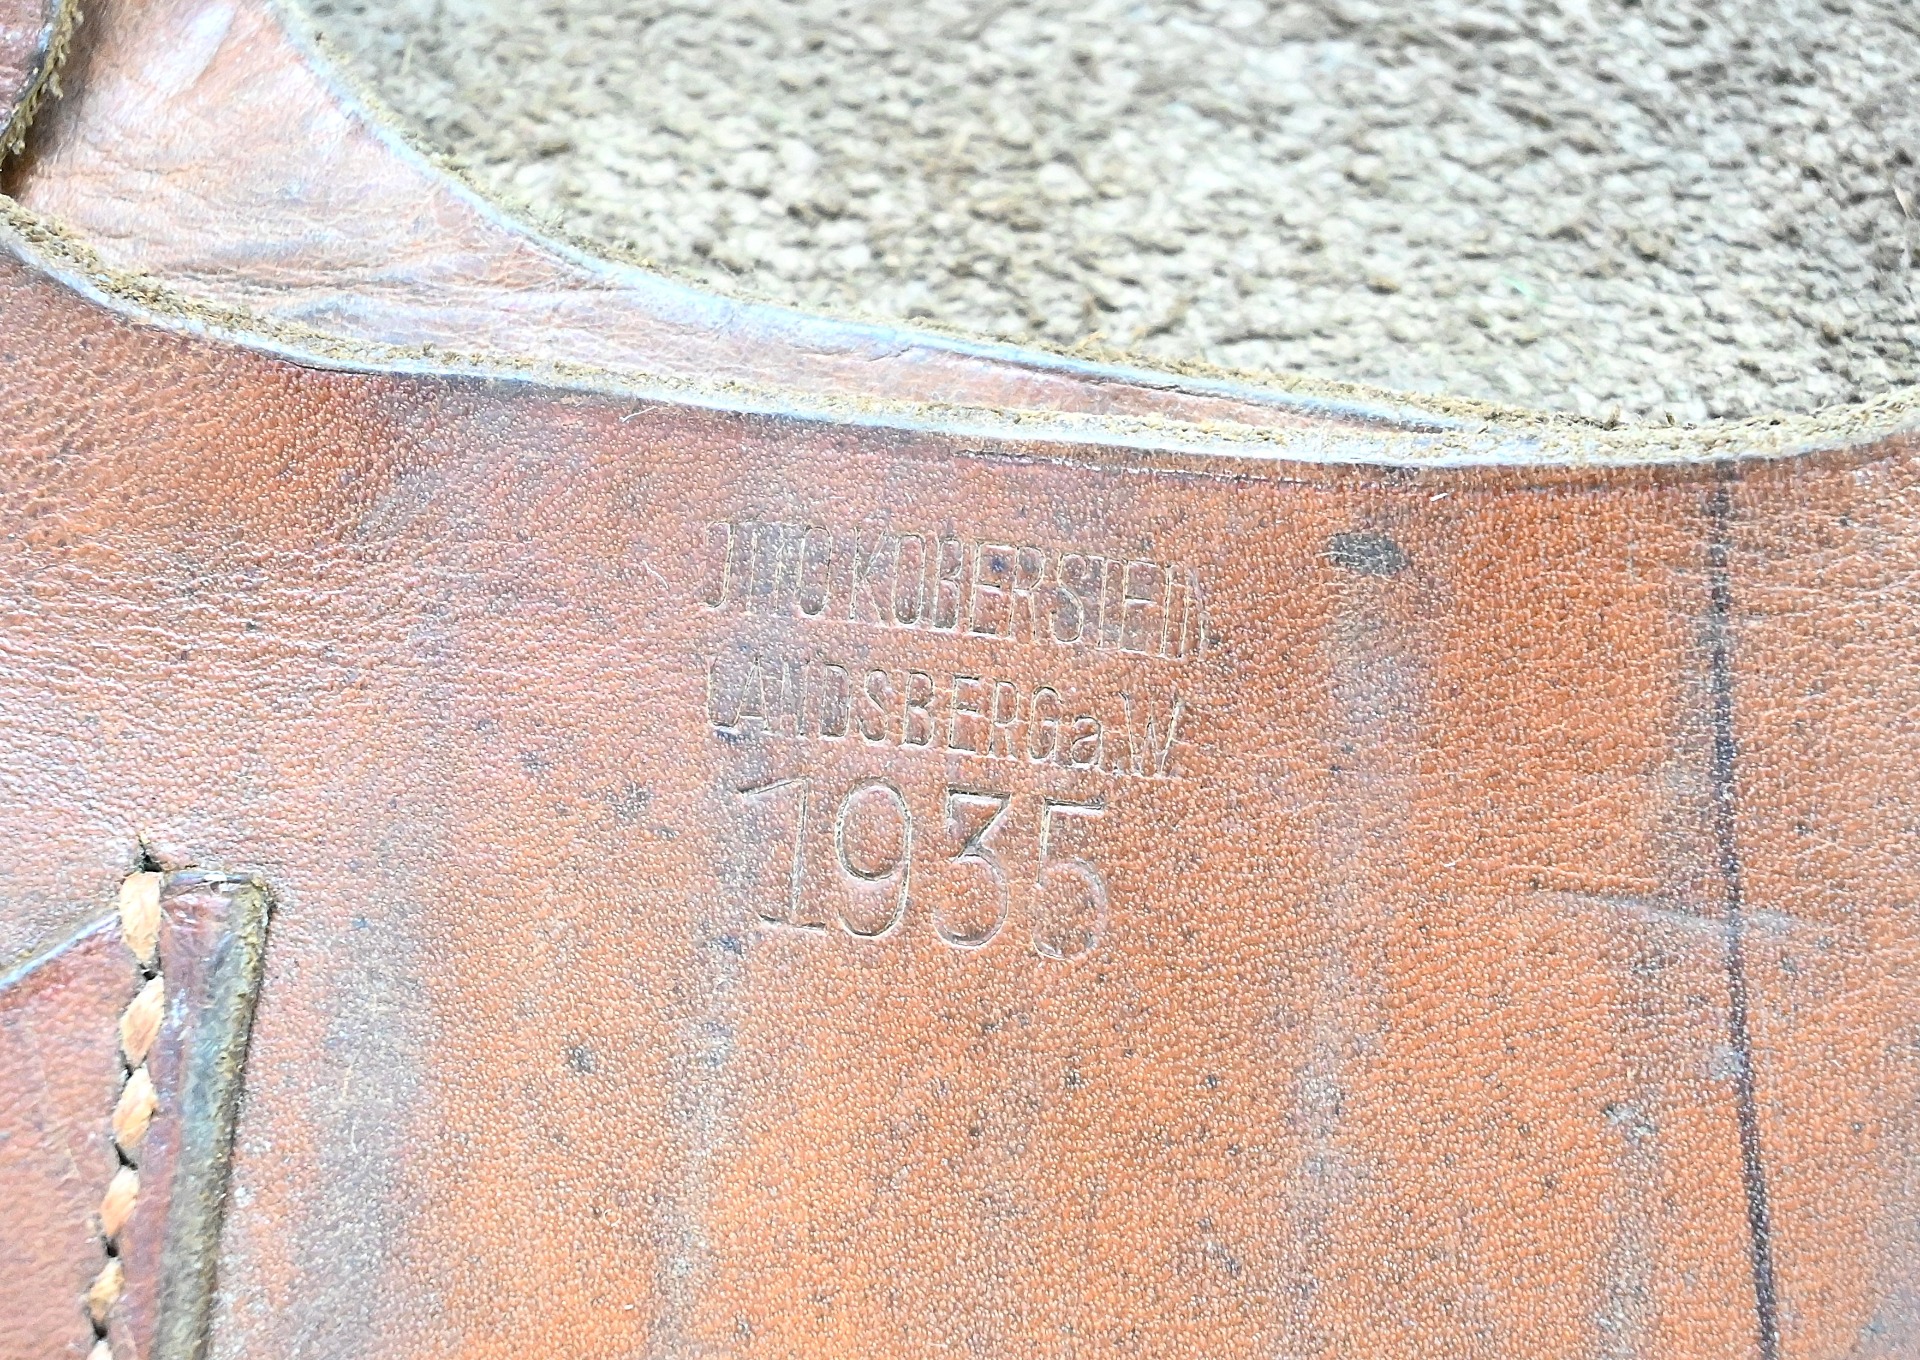 OTTO KOBERSTEIN
LANDSBERG a.W.
1935